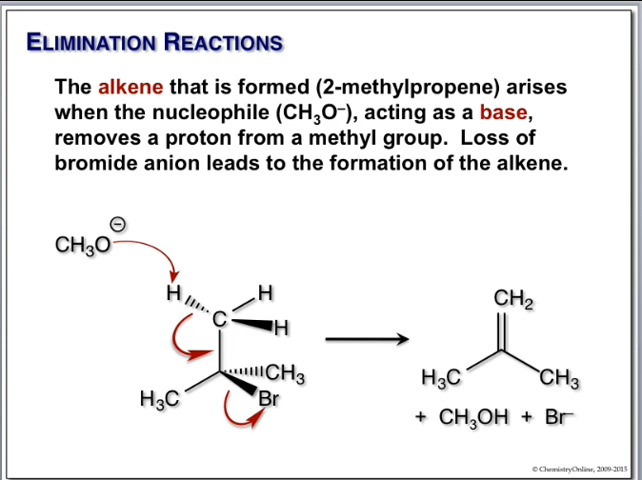 ELIMINATION REACTIONS
The alkene that is formed (2-methylpropene) arises
when the nucleophile (CH₃O⁻), acting as a base,
removes a proton from a methyl group. Loss of
bromide anion leads to the formation of the alkene.
CH₃O⊖
H H
C H
CH₃
H₃C Br
CH₂
H₃C CH₃
+ CH₃OH + Br⁻
© ChemistryOnline, 2009-2015